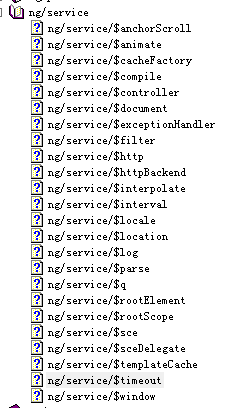 ng/service
ng/service/$anchorScroll
ng/service/$animate
ng/service/$cacheFactory
ng/service/$compile
ng/service/$controller
ng/service/$document
ng/service/$exceptionHandler
ng/service/$filter
ng/service/$http
ng/service/$httpBackend
ng/service/$interpolate
ng/service/$interval
ng/service/$locale
ng/service/$location
ng/service/$log
ng/service/$parse
ng/service/$q
ng/service/$rootElement
ng/service/$rootScope
ng/service/$sce
ng/service/$sceDelegate
ng/service/$templateCache
ng/service/$timeout
ng/service/$window